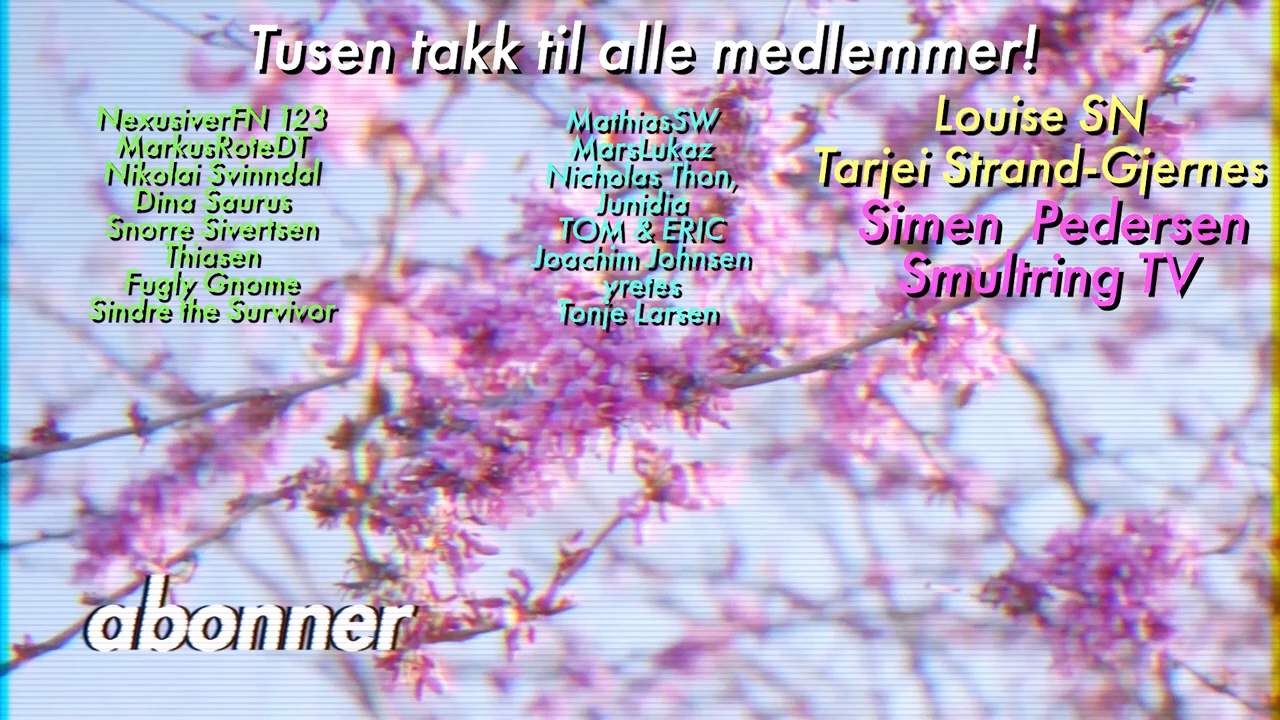 Tusen takk til alle medlemmer!
NexusiverFN 123
MarkusRoteDT
Nikolai Svinndal
Dina Saurus
Snorre Sivertsen
Thiasen
Fugly Gnome
Sindre the Survivor
MathiasSW
MarsLukaz
Nicholas Thon,
Junidia
TOM & ERIC
Joachim Johnsen
yretes
Tonje Larsen
Louise SN
Tarjei Strand-Gjernes
Simen Pedersen
Smultring TV
abonner